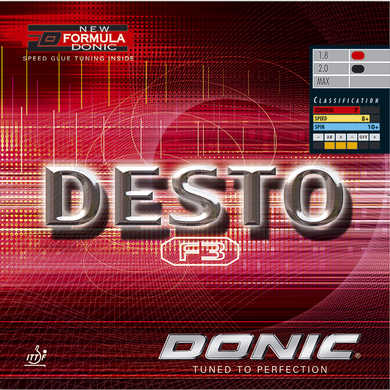 NEW
FORMULA
DONIC
SPEED GLUE TUNING INSIDE
1.8
2.0
MAX
CLASSIFICATION
SPEED 8+
SPIN 10+
DESTO
F3
ITTF
DONIC®
TUNED TO PERFECTION